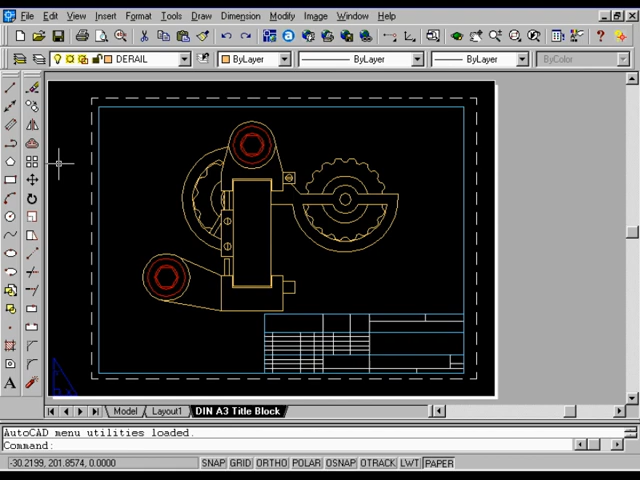 File Edit View Insert Format Tools Draw Dimension Modify Image Window Help
DERAIL ByLayer ByLayer ByLayer ByColor
Model Layout1 DIN A3 Title Block
AutoCAD menu utilities loaded.
Command:
-30.2199, 201.8574, 0.0000 SNAP GRID ORTHO POLAR OSNAP OTRACK LWT PAPER